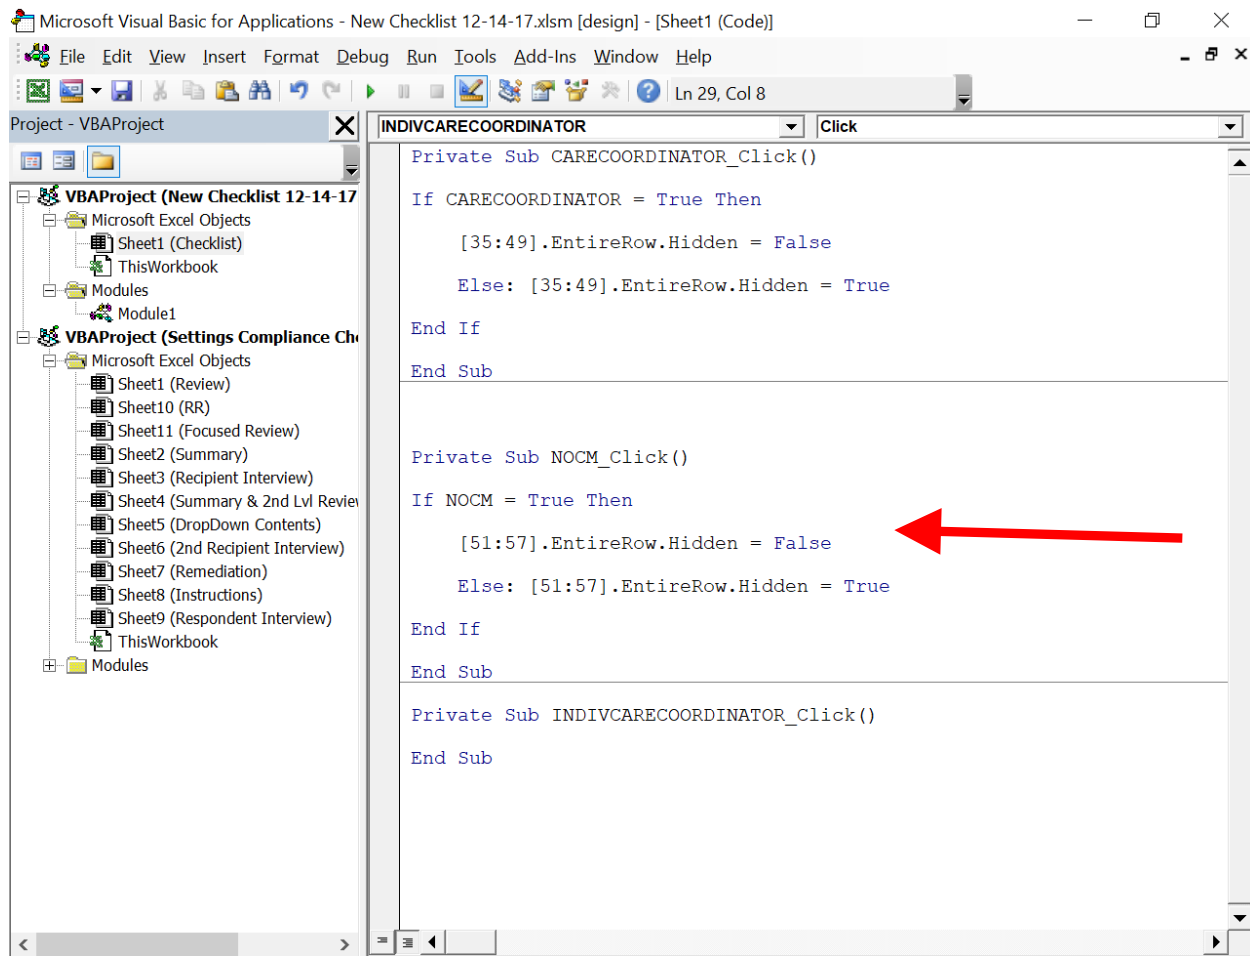 Microsoft Visual Basic for Applications - New Checklist 12-14-17.xlsm [design] - [Sheet1 (Code)]
File Edit View Insert Format Debug Run Tools Add-Ins Window Help
Ln 29, Col 8
Project - VBAProject
VBAProject (New Checklist 12-14-17
Microsoft Excel Objects
Sheet1 (Checklist)
ThisWorkbook
Modules
Module1
VBAProject (Settings Compliance Che
Microsoft Excel Objects
Sheet1 (Review)
Sheet10 (RR)
Sheet11 (Focused Review)
Sheet2 (Summary)
Sheet3 (Recipient Interview)
Sheet4 (Summary & 2nd Lvl Review
Sheet5 (DropDown Contents)
Sheet6 (2nd Recipient Interview)
Sheet7 (Remediation)
Sheet8 (Instructions)
Sheet9 (Respondent Interview)
ThisWorkbook
Modules
INDIVCARECOORDINATOR
Click
Private Sub CARECOORDINATOR_Click()
If CARECOORDINATOR = True Then
[35:49].EntireRow.Hidden = False
Else: [35:49].EntireRow.Hidden = True
End If
End Sub
Private Sub NOCM_Click()
If NOCM = True Then
[51:57].EntireRow.Hidden = False
Else: [51:57].EntireRow.Hidden = True
End If
End Sub
Private Sub INDIVCARECOORDINATOR_Click()
End Sub